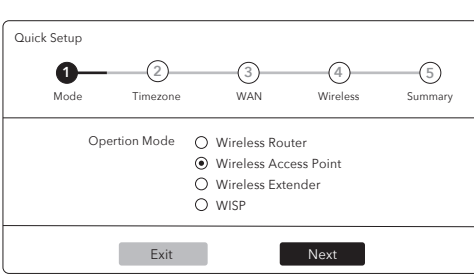 Quick Setup
1 2 3 4 5
Mode Timezone WAN Wireless Summary
Opertion Mode Wireless Router
Wireless Access Point
Wireless Extender
WISP
Exit Next